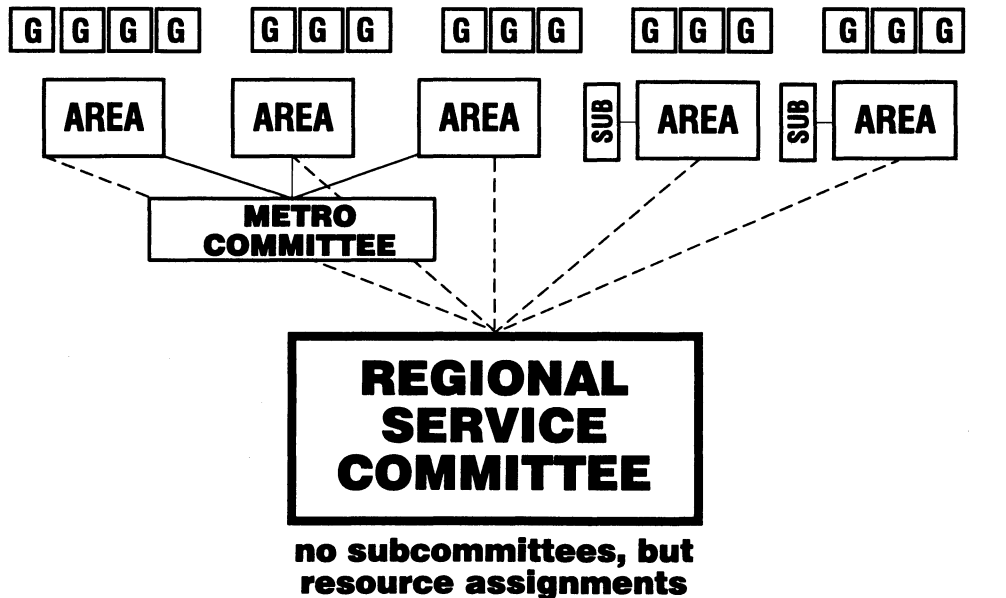 G G G G G G G G G G G G G G G G
AREA AREA AREA SUB AREA SUB AREA
METRO
COMMITTEE
REGIONAL
SERVICE
COMMITTEE
no subcommittees, but
resource assignments